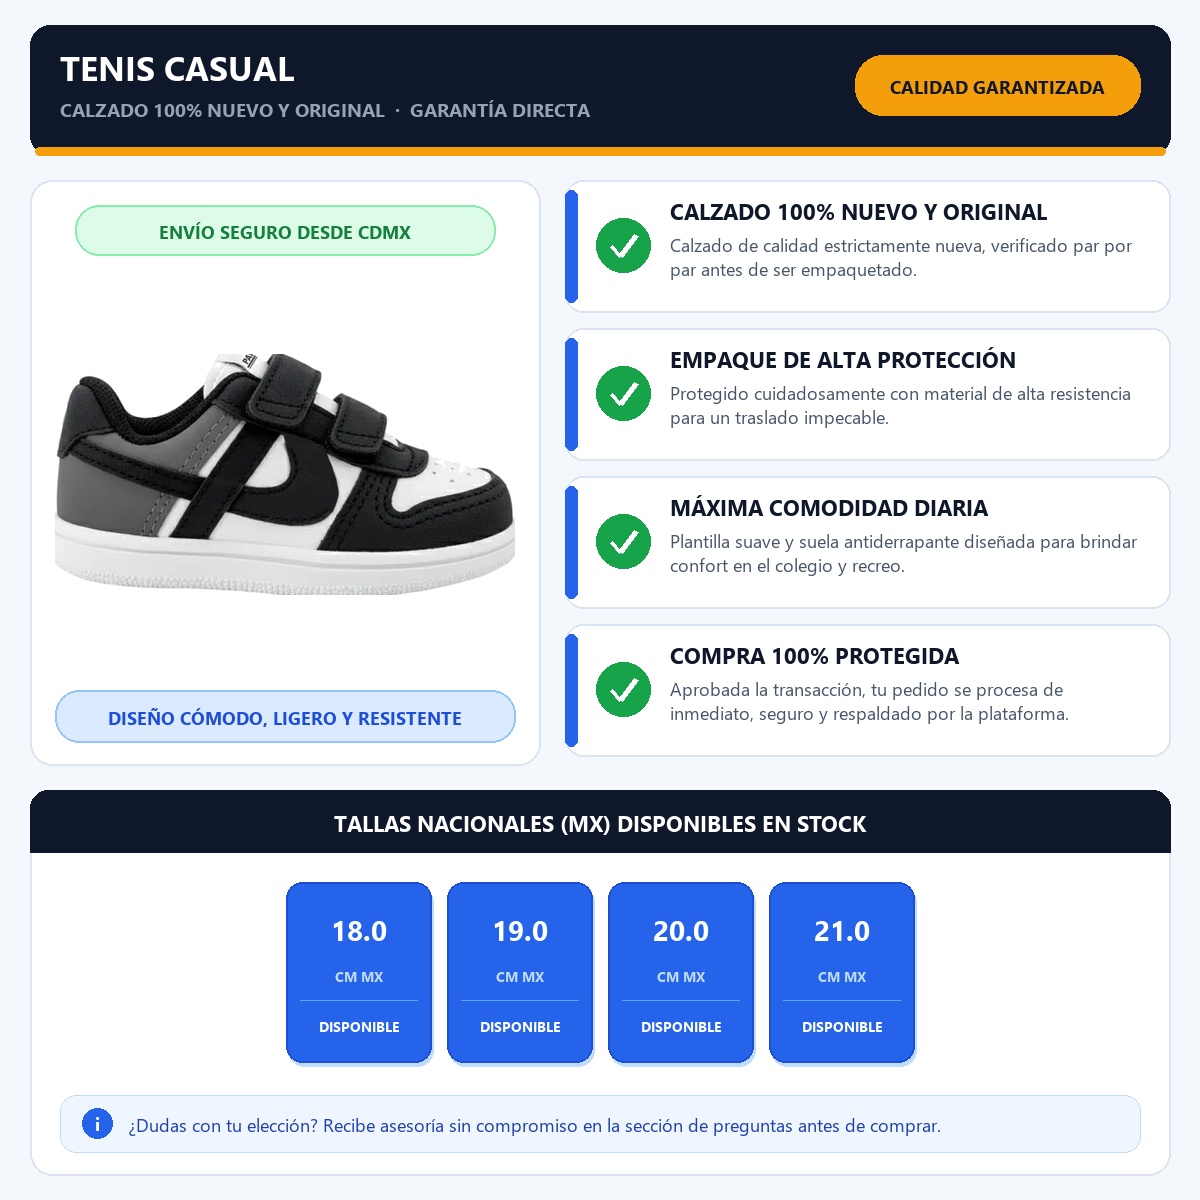 TENIS CASUAL
CALZADO 100% NUEVO Y ORIGINAL · GARANTÍA DIRECTA
CALIDAD GARANTIZADA
ENVÍO SEGURO DESDE CDMX
DISEÑO CÓMODO, LIGERO Y RESISTENTE
CALZADO 100% NUEVO Y ORIGINAL
Calzado de calidad estrictamente nueva, verificado par por
par antes de ser empaquetado.
EMPAQUE DE ALTA PROTECCIÓN
Protegido cuidadosamente con material de alta resistencia
para un traslado impecable.
MÁXIMA COMODIDAD DIARIA
Plantilla suave y suela antiderrapante diseñada para brindar
confort en el colegio y recreo.
COMPRA 100% PROTEGIDA
Aprobada la transacción, tu pedido se procesa de
inmediato, seguro y respaldado por la plataforma.
TALLAS NACIONALES (MX) DISPONIBLES EN STOCK
18.0
CM MX
DISPONIBLE
19.0
CM MX
DISPONIBLE
20.0
CM MX
DISPONIBLE
21.0
CM MX
DISPONIBLE
¿Dudas con tu elección? Recibe asesoría sin compromiso en la sección de preguntas antes de comprar.